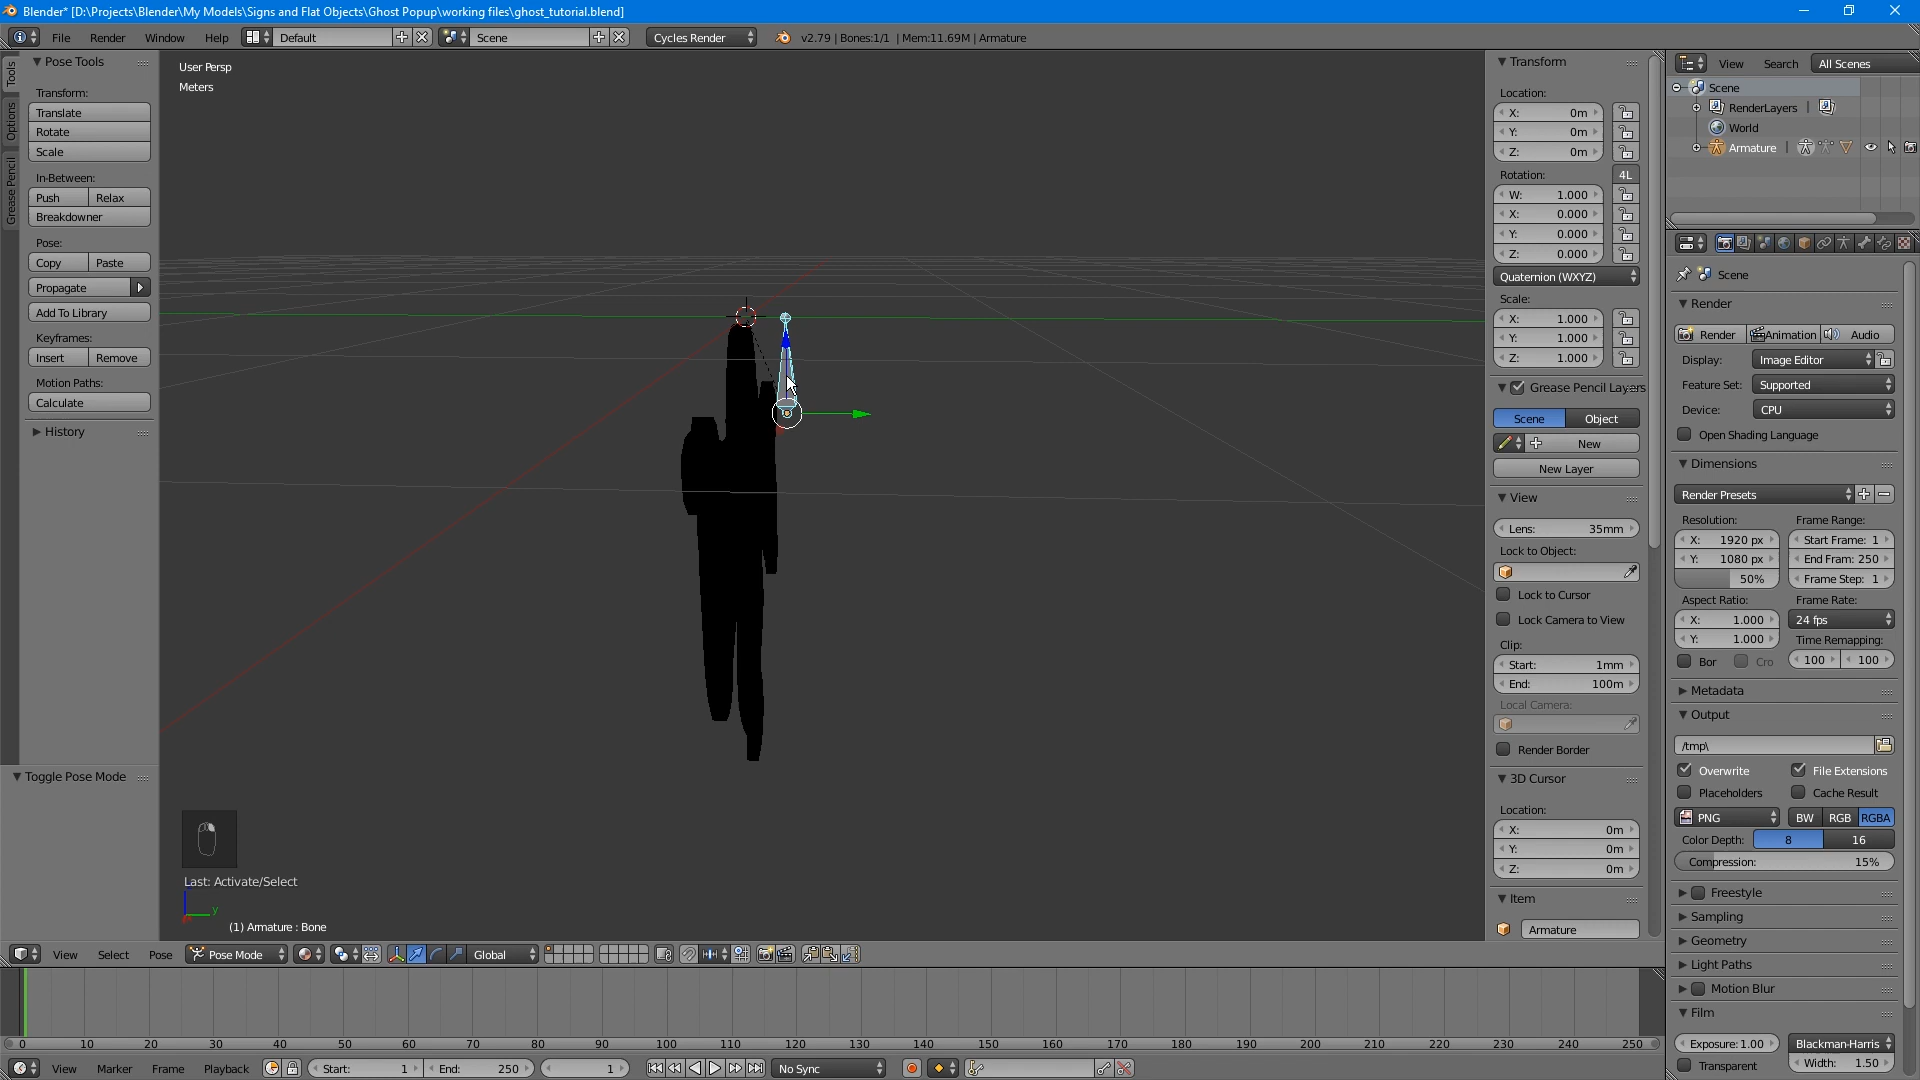 Blender* [D:\Projects\Blender\My Models\Signs and Flat Objects\Ghost Popup\working files\ghost_tutorial.blend]
File Render Window Help Default Scene Cycles Render v2.79 | Bones:1/1 | Mem:11.69M | Armature
Tools
Options
Grease Pencil
Pose Tools
Transform:
Translate
Rotate
Scale
In-Between:
Push Relax
Breakdowner
Pose:
Copy Paste
Propagate
Add To Library
Keyframes:
Insert Remove
Motion Paths:
Calculate
History
Toggle Pose Mode
User Persp
Meters
Last: Activate/Select
y
(1) Armature : Bone
View Select Pose Pose Mode Global
Transform
Location:
X: 0m
Y: 0m
Z: 0m
Rotation: 4L
W: 1.000
X: 0.000
Y: 0.000
Z: 0.000
Quaternion (WXYZ)
Scale:
X: 1.000
Y: 1.000
Z: 1.000
Grease Pencil Layers
Scene Object
New
New Layer
View
Lens: 35mm
Lock to Object:
Lock to Cursor
Lock Camera to View
Clip:
Start: 1mm
End: 100m
Local Camera:
Render Border
3D Cursor
Location:
X: 0m
Y: 0m
Z: 0m
Item
Armature
View Search All Scenes
Scene
RenderLayers |
World
Armature |
Scene
Render
Render Animation Audio
Display: Image Editor
Feature Set: Supported
Device: CPU
Open Shading Language
Dimensions
Render Presets
Resolution: Frame Range:
X: 1920 px Start Frame: 1
Y: 1080 px End Fram: 250
50% Frame Step: 1
Aspect Ratio: Frame Rate:
X: 1.000 24 fps
Y: 1.000 Time Remapping:
Bor Cro 100 100
Metadata
Output
/tmp\
Overwrite File Extensions
Placeholders Cache Result
PNG BW RGB RGBA
Color Depth: 8 16
Compression: 15%
Freestyle
Sampling
Geometry
Light Paths
Motion Blur
Film
Exposure: 1.00 Blackman-Harris
Transparent Width: 1.50
0 10 20 30 40 50 60 70 80 90 100 110 120 130 140 150 160 170 180 190 200 210 220 230 240 250
View Marker Frame Playback Start: 1 End: 250 1 No Sync